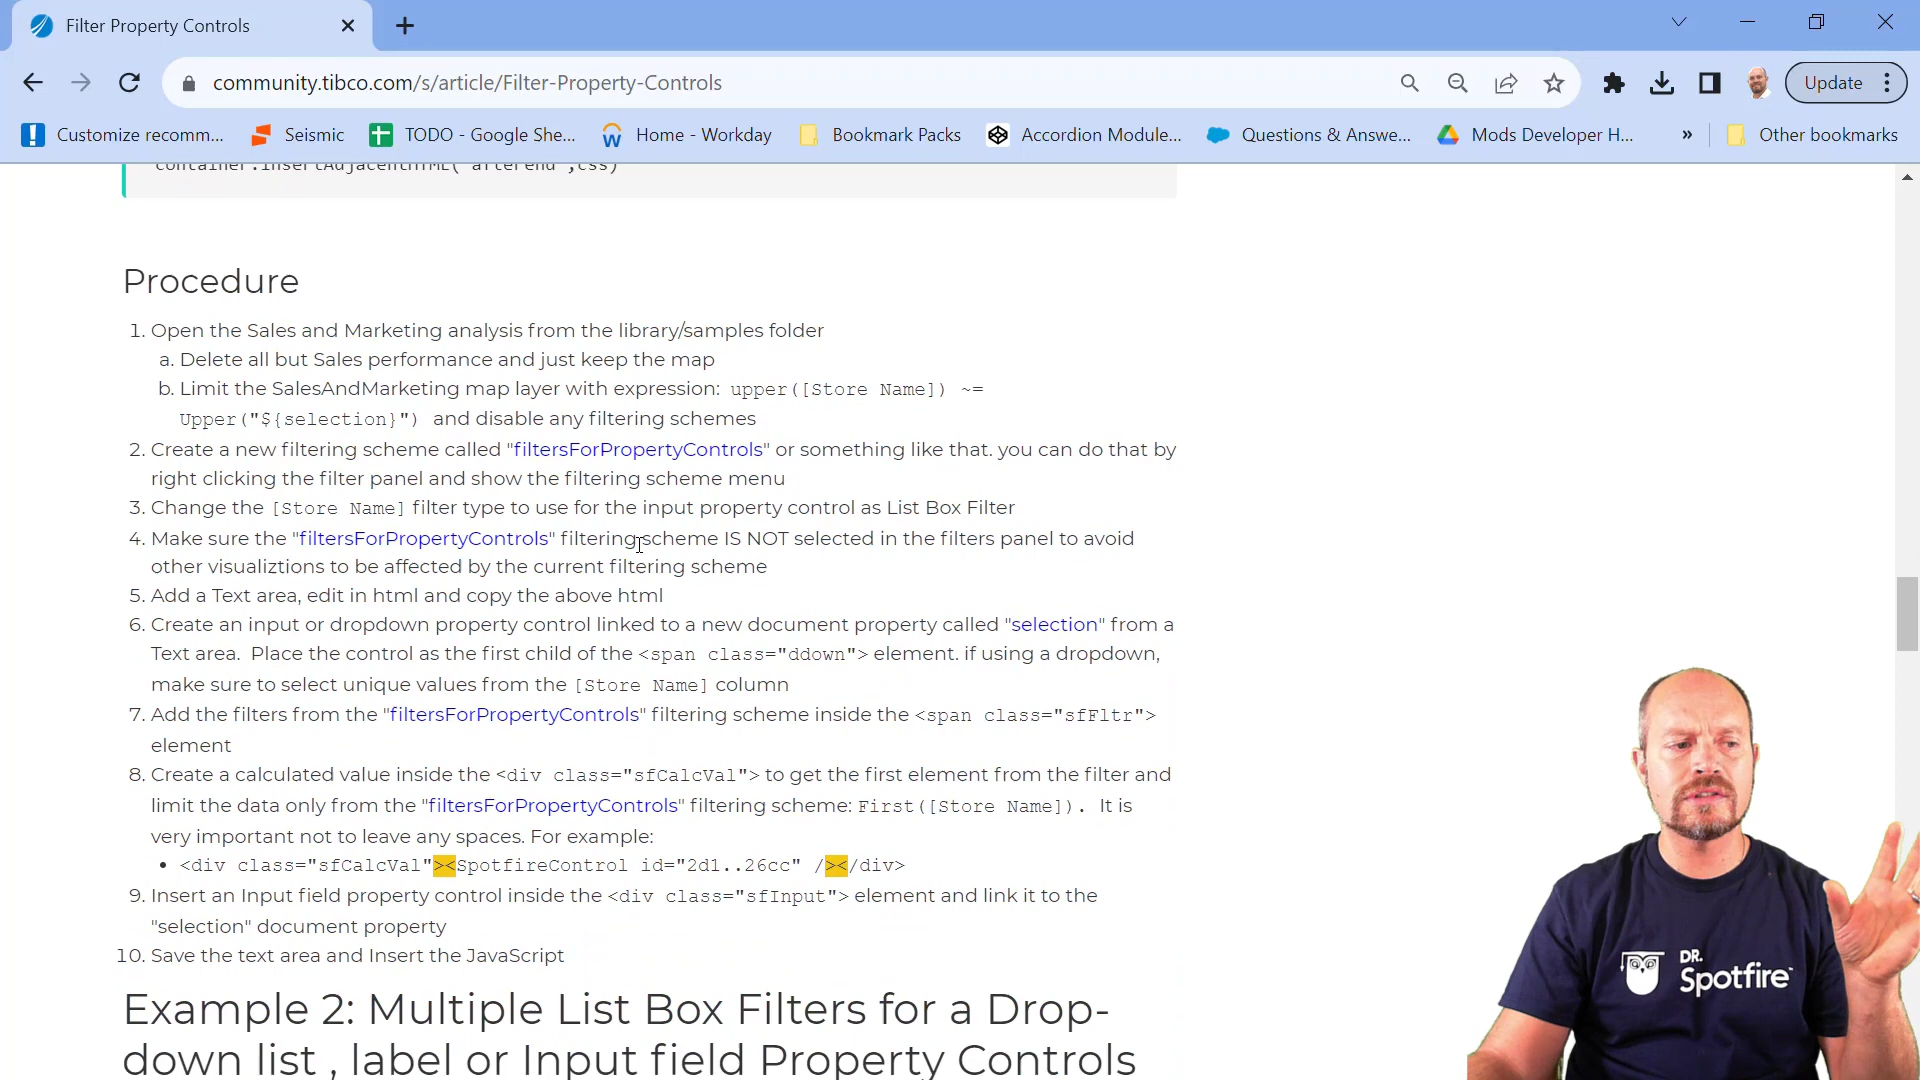 Filter Property Controls
community.tibco.com/s/article/Filter-Property-Controls
Update
Customize recomm...
Seismic
TODO - Google She...
Home - Workday
Bookmark Packs
Accordion Module...
Questions & Answe...
Mods Developer H...
»
Other bookmarks
container.insertAdjacentHTML("afterend",css)
Procedure
1. Open the Sales and Marketing analysis from the library/samples folder
a. Delete all but Sales performance and just keep the map
b. Limit the SalesAndMarketing map layer with expression: upper([Store Name]) ~=
Upper("${selection}") and disable any filtering schemes
2. Create a new filtering scheme called "filtersForPropertyControls" or something like that. you can do that by
right clicking the filter panel and show the filtering scheme menu
3. Change the [Store Name] filter type to use for the input property control as List Box Filter
4. Make sure the "filtersForPropertyControls" filtering scheme IS NOT selected in the filters panel to avoid
other visualiztions to be affected by the current filtering scheme
5. Add a Text area, edit in html and copy the above html
6. Create an input or dropdown property control linked to a new document property called "selection" from a
Text area. Place the control as the first child of the <span class="ddown"> element. if using a dropdown,
make sure to select unique values from the [Store Name] column
7. Add the filters from the "filtersForPropertyControls" filtering scheme inside the <span class="sfFltr">
element
8. Create a calculated value inside the <div class="sfCalcVal"> to get the first element from the filter and
limit the data only from the "filtersForPropertyControls" filtering scheme: First([Store Name]). It is
very important not to leave any spaces. For example:
• <div class="sfCalcVal"><SpotfireControl id="2d1..26cc" /></div>
9. Insert an Input field property control inside the <div class="sfInput"> element and link it to the
"selection" document property
10. Save the text area and Insert the JavaScript
Example 2: Multiple List Box Filters for a Drop-
down list , label or Input field Property Controls
DR.
Spotfire™